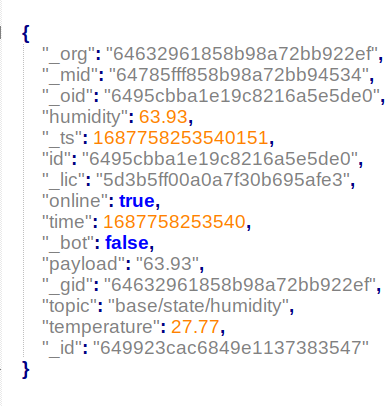 {
"_org": "64632961858b98a72bb922ef",
"_mid": "64785fff858b98a72bb94534",
"_oid": "6495cbba1e19c8216a5e5de0",
"humidity": 63.93,
"_ts": 1687758253540151,
"id": "6495cbba1e19c8216a5e5de0",
"_lic": "5d3b5ff00a0a7f30b695afe3",
"online": true,
"time": 1687758253540,
"_bot": false,
"payload": "63.93",
"_gid": "64632961858b98a72bb922ef",
"topic": "base/state/humidity",
"temperature": 27.77,
"_id": "649923cac6849e1137383547"
}